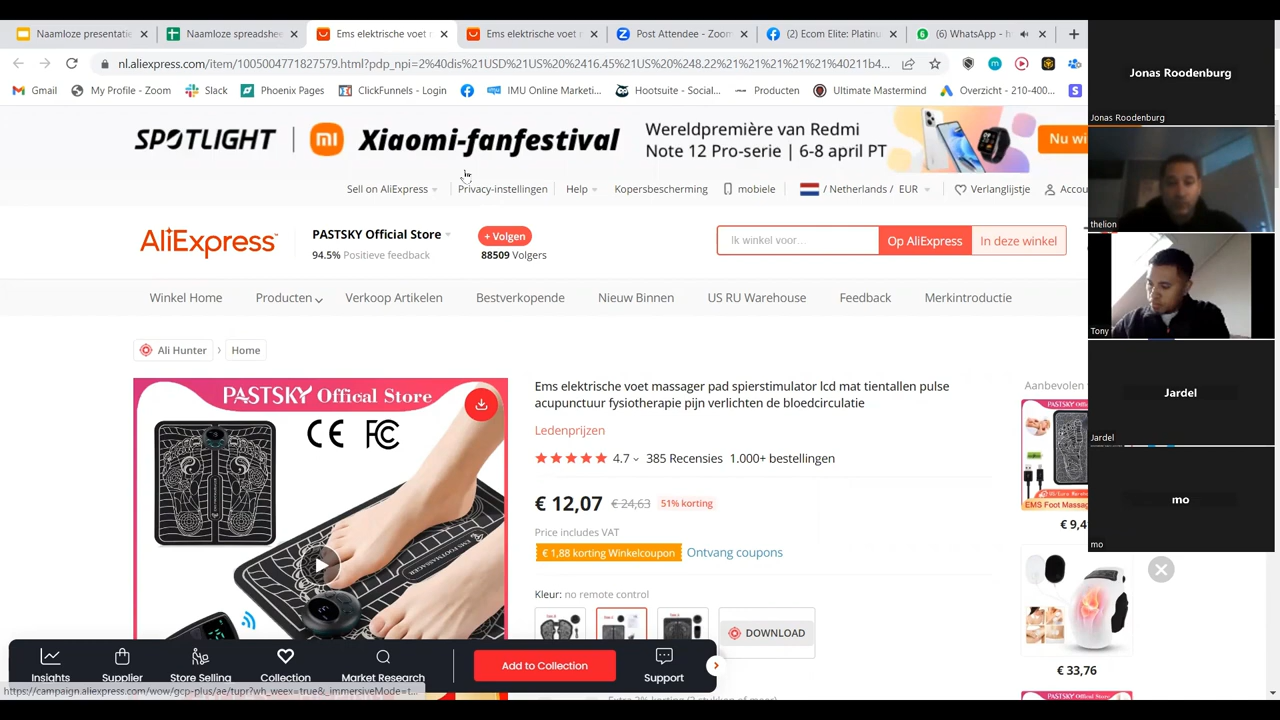 Naamloze presentatie
Naamloze spreadshee
Ems elektrische voet m
Ems elektrische voet m
Post Attendee - Zoom
(2) Ecom Elite: Platinu
(6) WhatsApp - h
nl.aliexpress.com/item/1005004771827579.html?pdp_npi=2%40dis%21USD%21US%20%2416.45%21US%20%248.22%21%21%21%21%21%40211b4...
Gmail
My Profile - Zoom
Slack
Phoenix Pages
ClickFunnels - Login
IMU Online Marketi...
Hootsuite - Social...
Producten
Ultimate Mastermind
Overzicht - 210-400...
SPOTLIGHT
Xiaomi-fanfestival
Wereldpremière van Redmi
Note 12 Pro-serie | 6-8 april PT
Nu wi
Sell on AliExpress
Privacy-instellingen
Help
Kopersbescherming
mobiele
/ Netherlands / EUR
Verlanglijstje
Accou
AliExpress
PASTSKY Official Store
94.5% Positieve feedback
+ Volgen
88509 Volgers
Ik winkel voor...
Op AliExpress
In deze winkel
Winkel Home
Producten
Verkoop Artikelen
Bestverkopende
Nieuw Binnen
US RU Warehouse
Feedback
Merkintroductie
Ali Hunter
Home
PASTSKY Official Store
CE FC
Ems elektrische voet massager pad spierstimulator lcd mat tientallen pulse
acupunctuur fysiotherapie pijn verlichten de bloedcirculatie
Ledenprijzen
4.7
385 Recensies
1.000+ bestellingen
€ 12,07
€ 24,63
51% korting
Price includes VAT
€ 1,88 korting Winkelcoupon
Ontvang coupons
Kleur: no remote control
DOWNLOAD
Aanbevolen v
PASTSKY Official
EMS Foot Massag
€ 9,4
€ 33,76
Insights
Supplier
Store Selling
Collection
Market Research
Add to Collection
Support
https://campaign.aliexpress.com/wow/gcp-plus/ae/tupr?wh_weex=true&_immersiveMode=t...
Jonas Roodenburg
Jonas Roodenburg
thelion
Tony
Jardel
Jardel
mo
mo